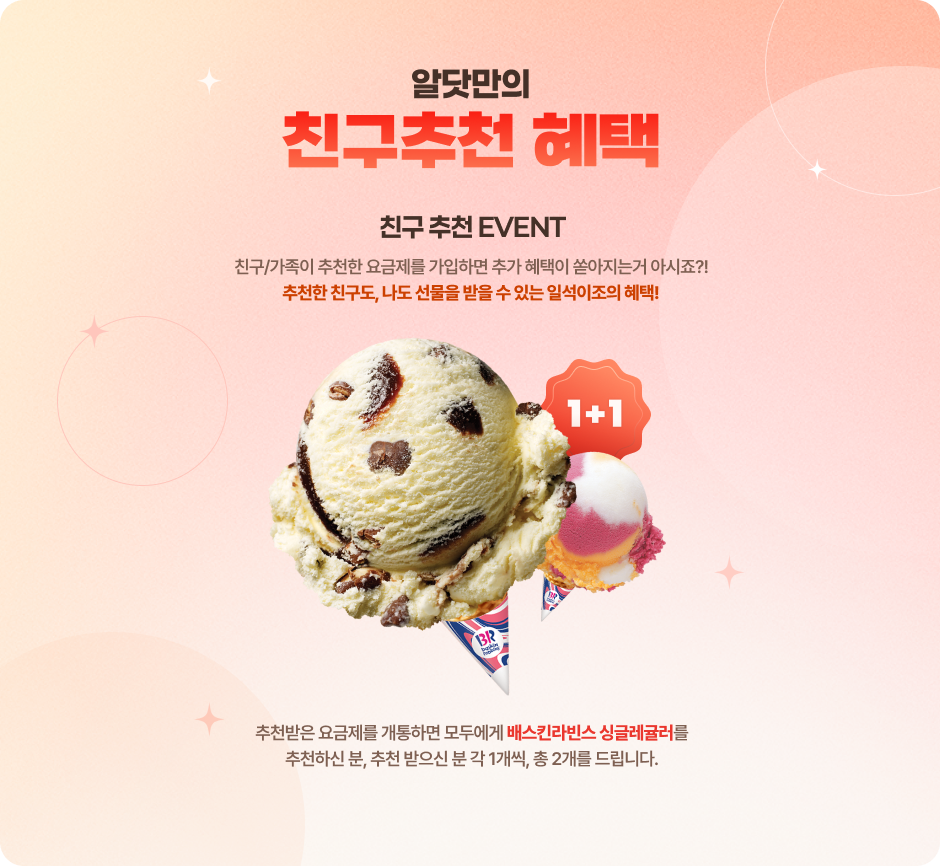 알닷만의
친구추천 혜택
친구 추천 EVENT
친구/가족이 추천한 요금제를 가입하면 추가 혜택이 쏟아지는거 아시죠?!
추천한 친구도, 나도 선물을 받을 수 있는 일석이조의 혜택!
1+1
BR
baskin
robbins
BR
추천받은 요금제를 개통하면 모두에게 배스킨라빈스 싱글레귤러를
추천하신 분, 추천 받으신 분 각 1개씩, 총 2개를 드립니다.